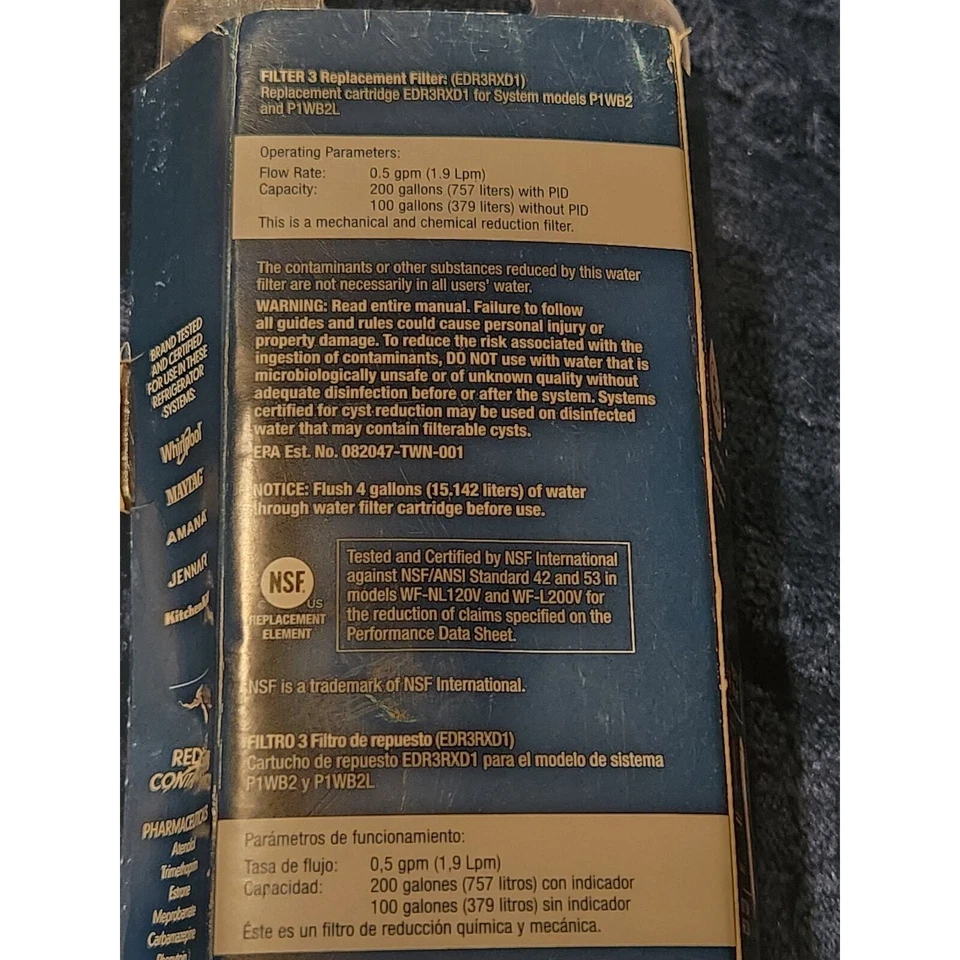 FILTER 3 Replacement Filter: (EDR3RXD1)
Replacement cartridge EDR3RXD1 for System models P1WB2
and P1WB2L
Operating Parameters:
Flow Rate: 0.5 gpm (1.9 Lpm)
Capacity: 200 gallons (757 liters) with PID
100 gallons (379 liters) without PID
This is a mechanical and chemical reduction filter.
The contaminants or other substances reduced by this water
filter are not necessarily in all users' water.
WARNING: Read entire manual. Failure to follow
all guides and rules could cause personal injury or
property damage. To reduce the risk associated with the
ingestion of contaminants, DO NOT use with water that is
microbiologically unsafe or of unknown quality without
adequate disinfection before or after the system. Systems
certified for cyst reduction may be used on disinfected
water that may contain filterable cysts.
EPA Est. No. 082047-TWN-001
NOTICE: Flush 4 gallons (15,142 liters) of water
through water filter cartridge before use.
NSF
US
REPLACEMENT
ELEMENT
Tested and Certified by NSF International
against NSF/ANSI Standard 42 and 53 in
models WF-NL120V and WF-L200V for
the reduction of claims specified on the
Performance Data Sheet.
NSF is a trademark of NSF International.
FILTRO 3 Filtro de repuesto (EDR3RXD1)
Cartucho de repuesto EDR3RXD1 para el modelo de sistema
P1WB2 y P1WB2L
Parámetros de funcionamiento:
Tasa de flujo: 0,5 gpm (1,9 Lpm)
Capacidad: 200 galones (757 litros) con indicador
100 galones (379 litros) sin indicador
Éste es un filtro de reducción química y mecánica.
BRAND TESTED
AND CERTIFIED
FOR USE IN THESE
REFRIGERATOR
SYSTEMS:
Whirlpool
MAYTAG
AMANA
JENNAIR
KitchenAi
RED
CONT
PHARMACEUTICALS
Atenolol
Trimethoprim
Estrone
Meprobamate
Carbamazepine